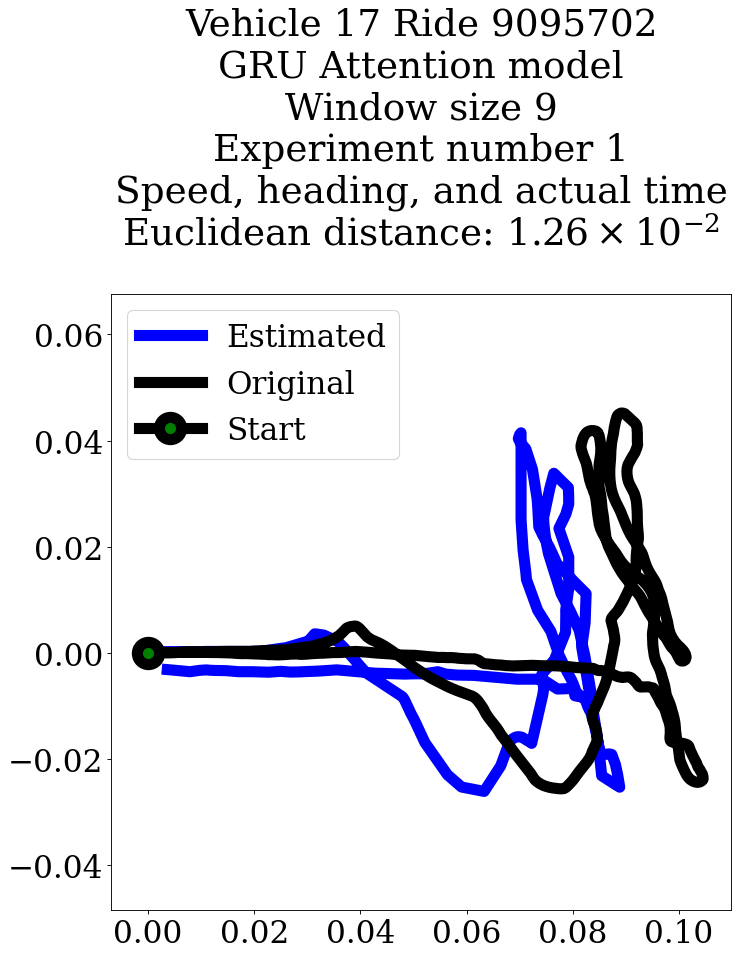 Vehicle 17 Ride 9095702
GRU Attention model
Window size 9
Experiment number 1
Speed, heading, and actual time
Euclidean distance: 1.26 × 10⁻²
Estimated
Original
Start
0.06
0.04
0.02
0.00
−0.02
−0.04
0.00 0.02 0.04 0.06 0.08 0.10